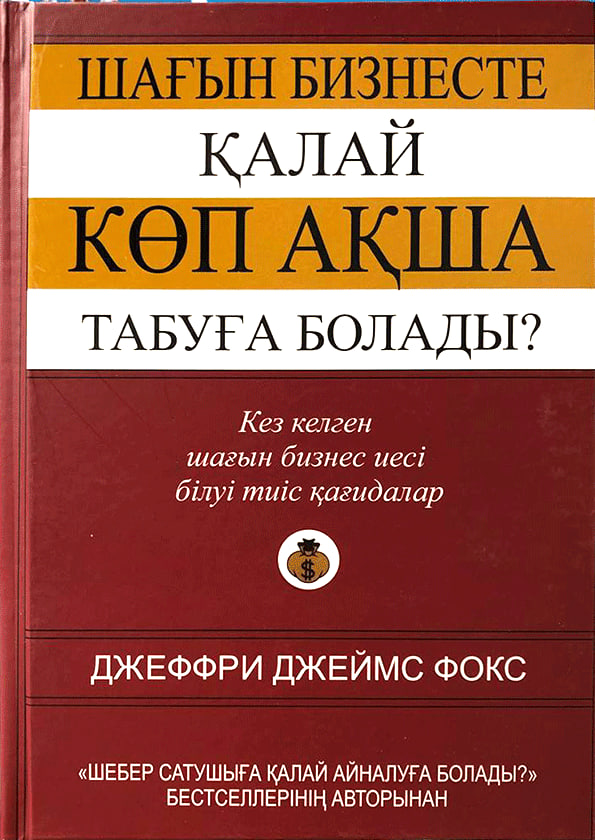 ШАҒЫН БИЗНЕСТЕ
ҚАЛАЙ
КӨП АҚША
ТАБУҒА БОЛАДЫ?
Кез келген
шағын бизнес иесі
білуі тиіс қағидалар
$
ДЖЕФФРИ ДЖЕЙМС ФОКС
«ШЕБЕР САТУШЫҒА ҚАЛАЙ АЙНАЛУҒА БОЛАДЫ?»
БЕСТСЕЛЛЕРІНІҢ АВТОРЫНАН